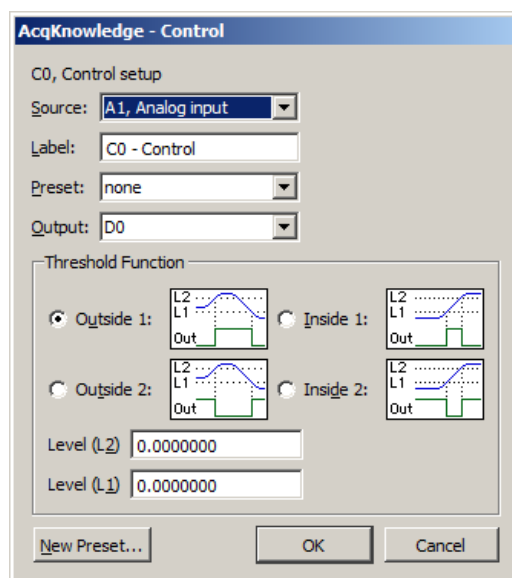 AcqKnowledge - Control
C0, Control setup
Source: A1, Analog input
Label: C0 - Control
Preset: none
Output: D0
Threshold Function
Outside 1: L2 L1 Out Inside 1: L2 L1 Out
Outside 2: L2 L1 Out Inside 2: L2 L1 Out
Level (L2) 0.0000000
Level (L1) 0.0000000
New Preset... OK Cancel